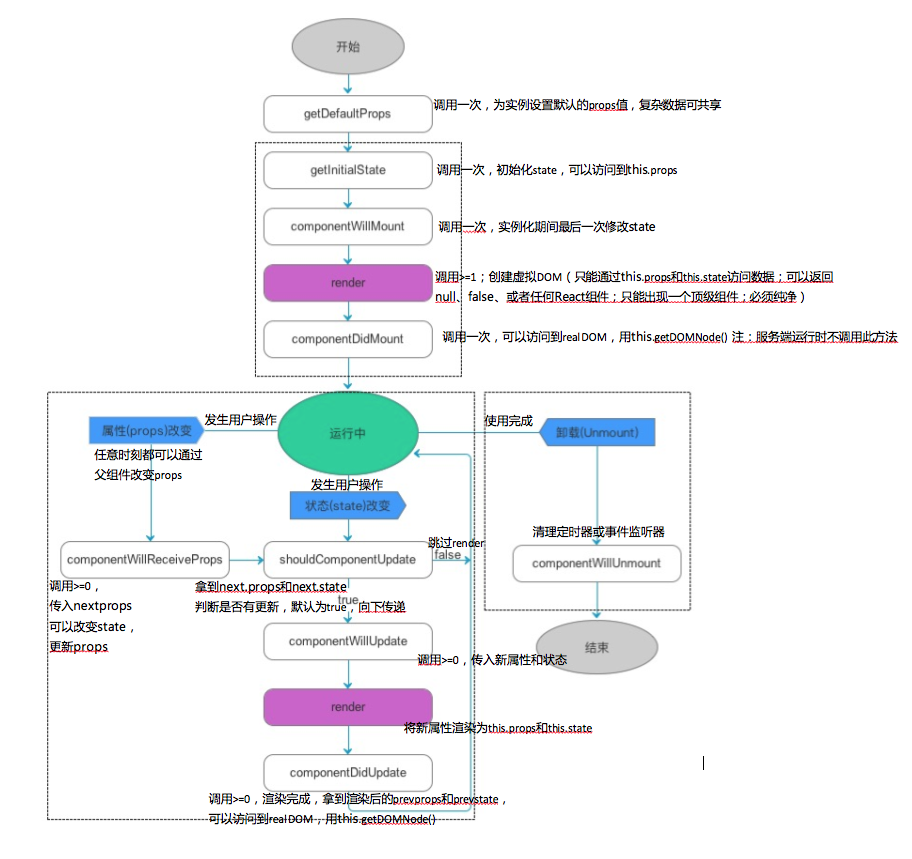 开始
getDefaultProps
调用一次，为实例设置默认的props值，复杂数据可共享
getInitialState
调用一次，初始化state，可以访问到this.props
componentWillMount
调用一次，实例化期间最后一次修改state
render
调用>=1；创建虚拟DOM（只能通过this.props和this.state访问数据；可以返回
null、false、或者任何React组件；只能出现一个顶级组件；必须纯净）
componentDidMount
调用一次，可以访问到real DOM，用this.getDOMNode() 注：服务端运行时不调用此方法
属性(props)改变
发生用户操作
运行中
使用完成
卸载(Unmount)
任意时刻都可以通过
父组件改变props
发生用户操作
状态(state)改变
清理定时器或事件监听器
componentWillReceiveProps
shouldComponentUpdate
跳过render
false
componentWillUnmount
调用>=0，
传入nextprops
可以改变state，
更新props
拿到next.props和next.state
判断是否有更新，默认为true，向下传递
true
componentWillUpdate
调用>=0，传入新属性和状态
结束
render
将新属性渲染为this.props和this.state
componentDidUpdate
调用>=0，渲染完成，拿到渲染后的prevprops和prevstate，
可以访问到real DOM，用this.getDOMNode()